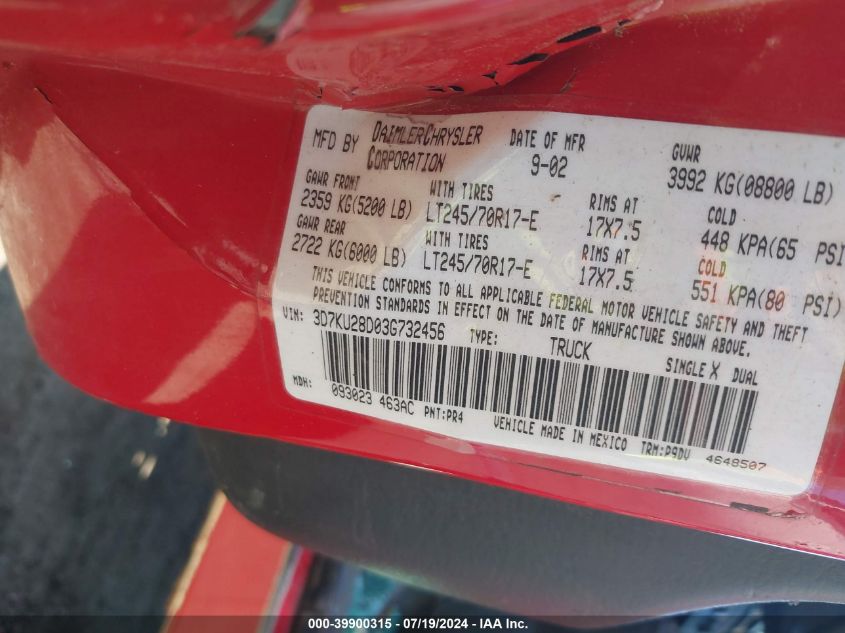 MFD BY DAIMLERCHRYSLER CORPORATION DATE OF MFR 9-02 GVWR 3992 KG(08800 LB)
GAWR FRONT WITH TIRES RIMS AT COLD
2359 KG(5200 LB) LT245/70R17-E 17X7.5 448 KPA(65 PSI
GAWR REAR WITH TIRES RIMS AT COLD
2722 KG(6000 LB) LT245/70R17-E 17X7.5 551 KPA(80 PSI)
THIS VEHICLE CONFORMS TO ALL APPLICABLE FEDERAL MOTOR VEHICLE SAFETY AND THEFT
PREVENTION STANDARDS IN EFFECT ON THE DATE OF MANUFACTURE SHOWN ABOVE.
VIN: 3D7KU28D03G732456 TYPE: TRUCK SINGLE X DUAL
MDH: 093023 463AC PNT:PR4 VEHICLE MADE IN MEXICO TRM:P9DV 4648507
000-39900315 / 07/19/2024 - IAA Inc.